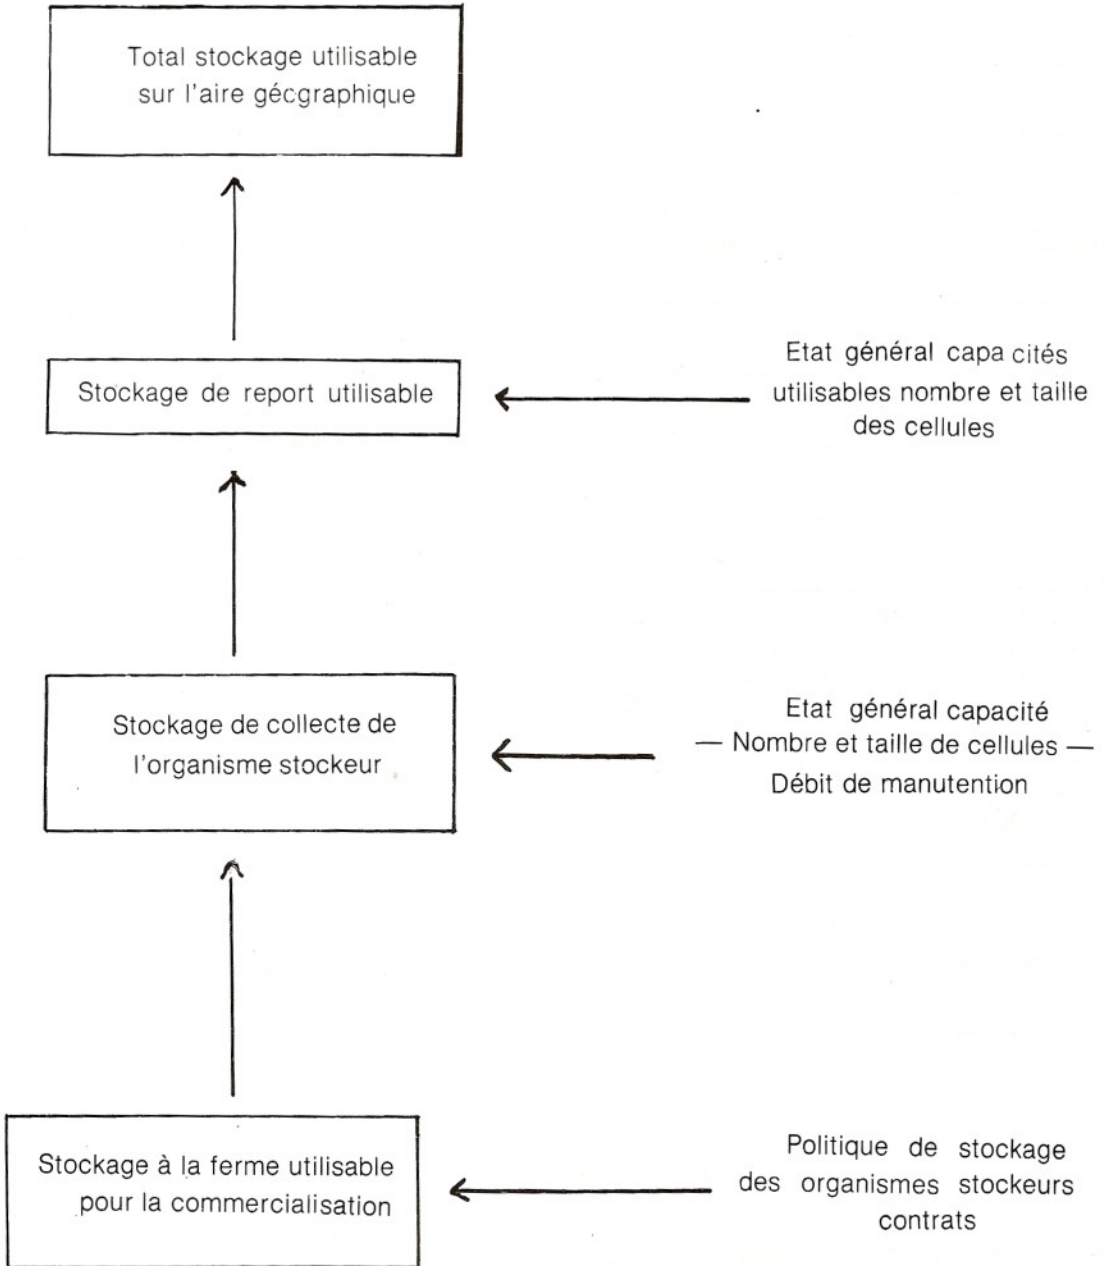 Total stockage utilisable
sur l'aire gécgraphique
Stockage de report utilisable
Etat général capa cités
utilisables nombre et taille
des cellules
Stockage de collecte de
l'organisme stockeur
Etat général capacité
— Nombre et taille de cellules —
Débit de manutention
Stockage à la ferme utilisable
pour la commercialisation
Politique de stockage
des organismes stockeurs
contrats